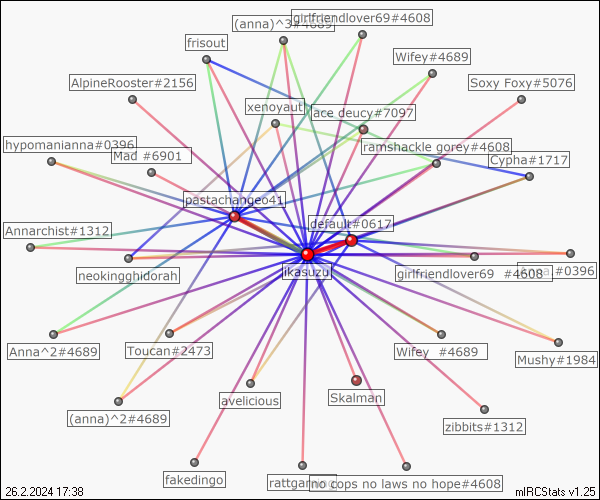 (anna)^3#4689
girlfriendlover69#4608
frisout
Wifey#4689
AlpineRooster#2156
Soxy Foxy#5076
xenoyaut
ace deucy#7097
hypomanianna#0396
Mad #6901
ramshackle gorey#4608
Cypha#1717
pastachangeo41
default#0617
Annarchist#1312
neokingghidorah
ikasuzu
girlfriendlover69 #4608
#0396
Anna^2#4689
Toucan#2473
Wifey #4689
Mushy#1984
(anna)^2#4689
avelicious
Skalman
zibbits#1312
fakedingo
rattgam
no cops no laws no hope#4608
26.2.2024 17:38
mIRCStats v1.25